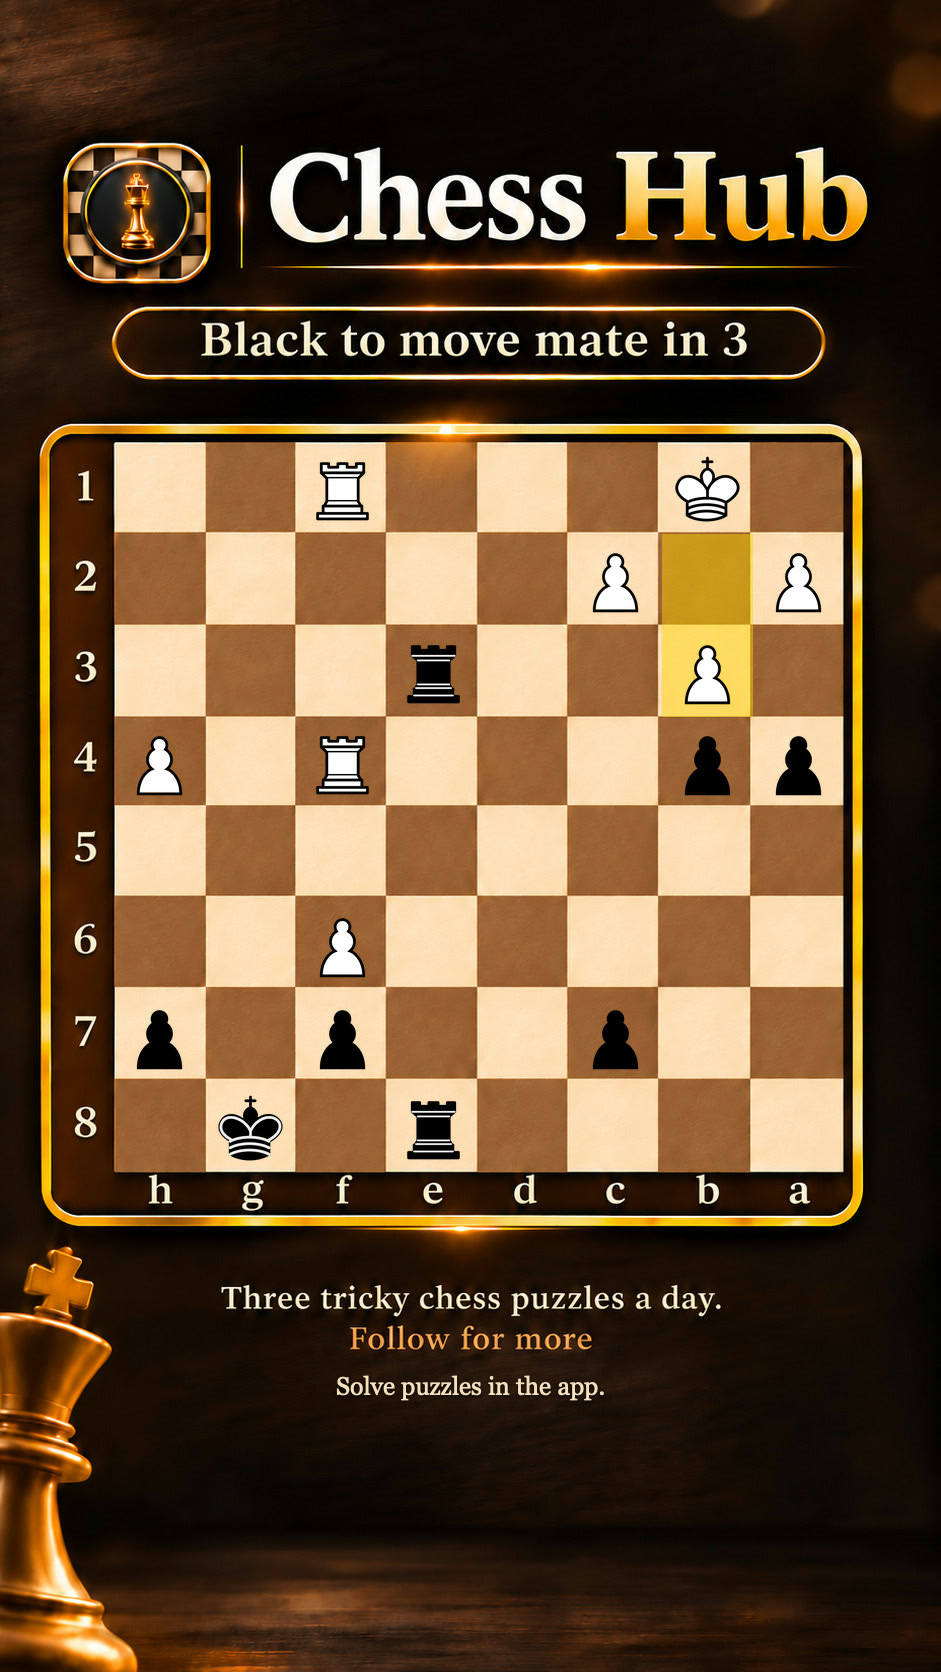 Chess Hub
Black to move mate in 3
1
2
3
4
5
6
7
8
h g f e d c b a
Three tricky chess puzzles a day.
Follow for more
Solve puzzles in the app.